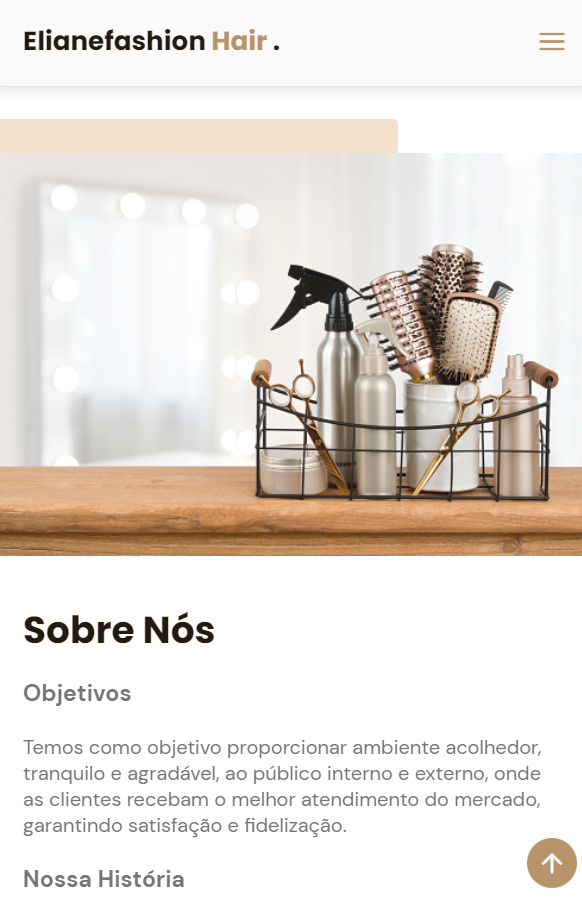 Elianefashion Hair .
Sobre Nós
Objetivos
Temos como objetivo proporcionar ambiente acolhedor,
tranquilo e agradável, ao público interno e externo, onde
as clientes recebam o melhor atendimento do mercado,
garantindo satisfação e fidelização.
Nossa História